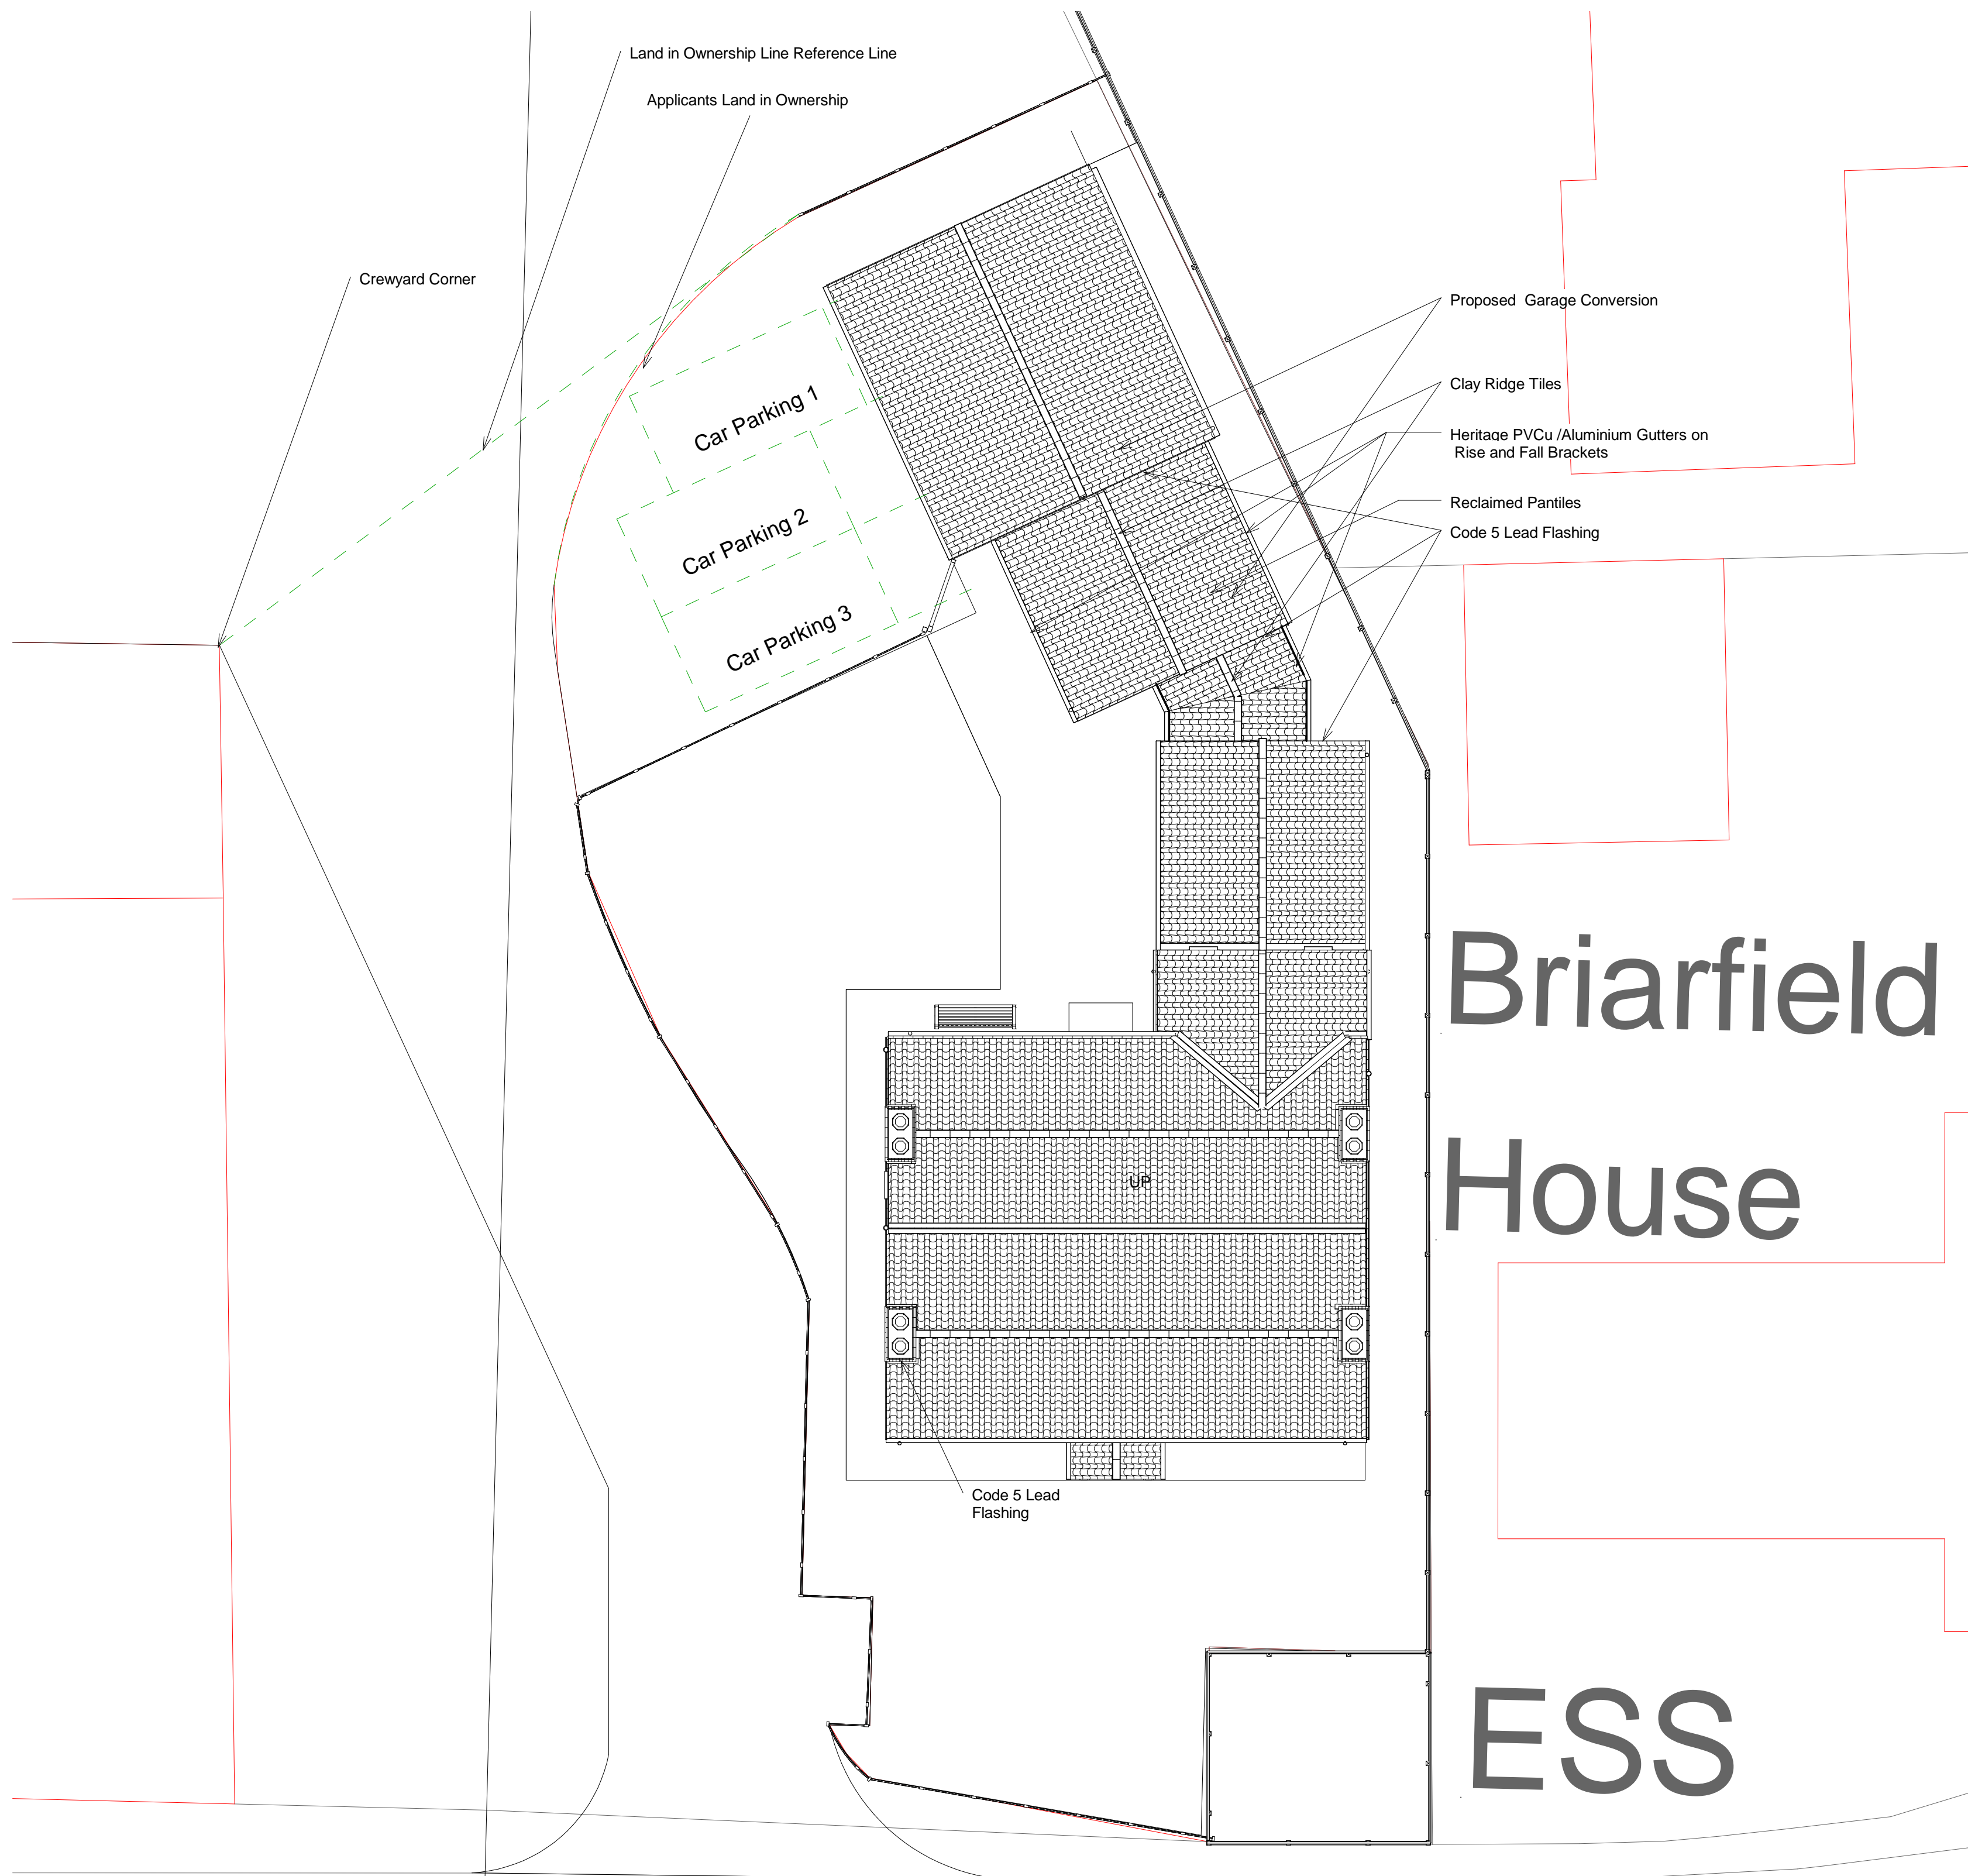 Land in Ownership Line Reference Line
Applicants Land in Ownership
Crewyard Corner
Proposed Garage Conversion
Clay Ridge Tiles
Heritage PVCu /Aluminium Gutters on
Rise and Fall Brackets
Reclaimed Pantiles
Code 5 Lead Flashing
Car Parking 1
Car Parking 2
Car Parking 3
Briarfield
House
UP
Code 5 Lead
Flashing
ESS